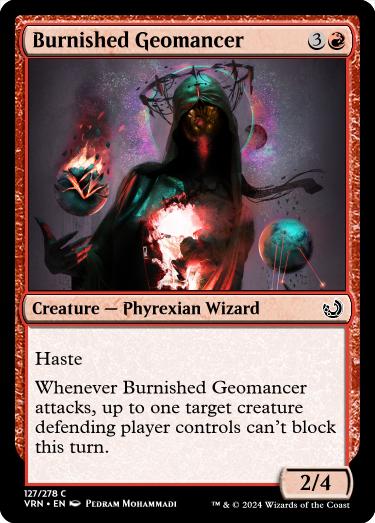 Burnished Geomancer 3
Creature — Phyrexian Wizard
Haste
Whenever Burnished Geomancer
attacks, up to one target creature
defending player controls can't block
this turn.
2/4
127/278 C
VRN • EN Pedram Mohammadi
™ & © 2024 Wizards of the Coast